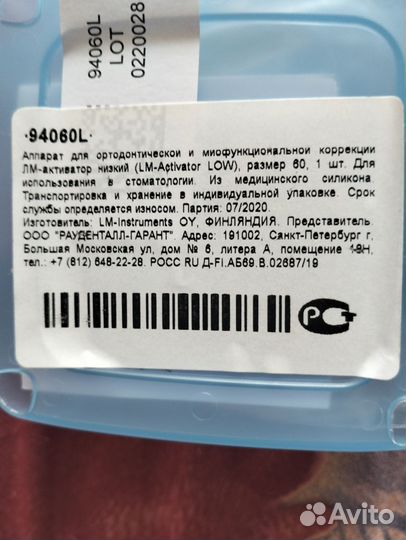 94060L
LOT
0220028
·94060L·
Аппарат для ортодонтической и миофункциональной коррекции
ЛМ-активатор низкий (LM-Activator LOW), размер 60, 1 шт. Для
использования в стоматологии. Из медицинского силикона.
Транспортировка и хранение в индивидуальной упаковке. Срок
службы определяется износом. Партия: 07/2020.
Изготовитель: LM-Instruments OY, ФИНЛЯНДИЯ. Представитель:
ООО "РАУДЕНТАЛЛ-ГАРАНТ". Адрес: 191002, Санкт-Петербург г,
Большая Московская ул, дом № 6, литера А, помещение 18Н.
тел.: +7 (812) 648-22-28. РОСС RU Д-FI.АБ69.В.02687/19
РСТ
Avito